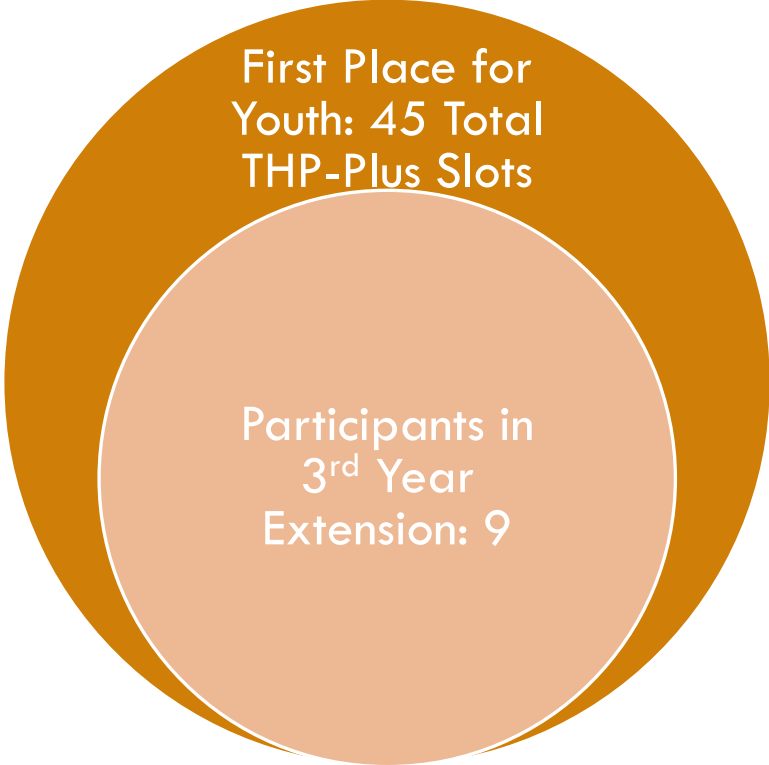 First Place for
Youth: 45 Total
THP-Plus Slots
Participants in
3rd Year
Extension: 9